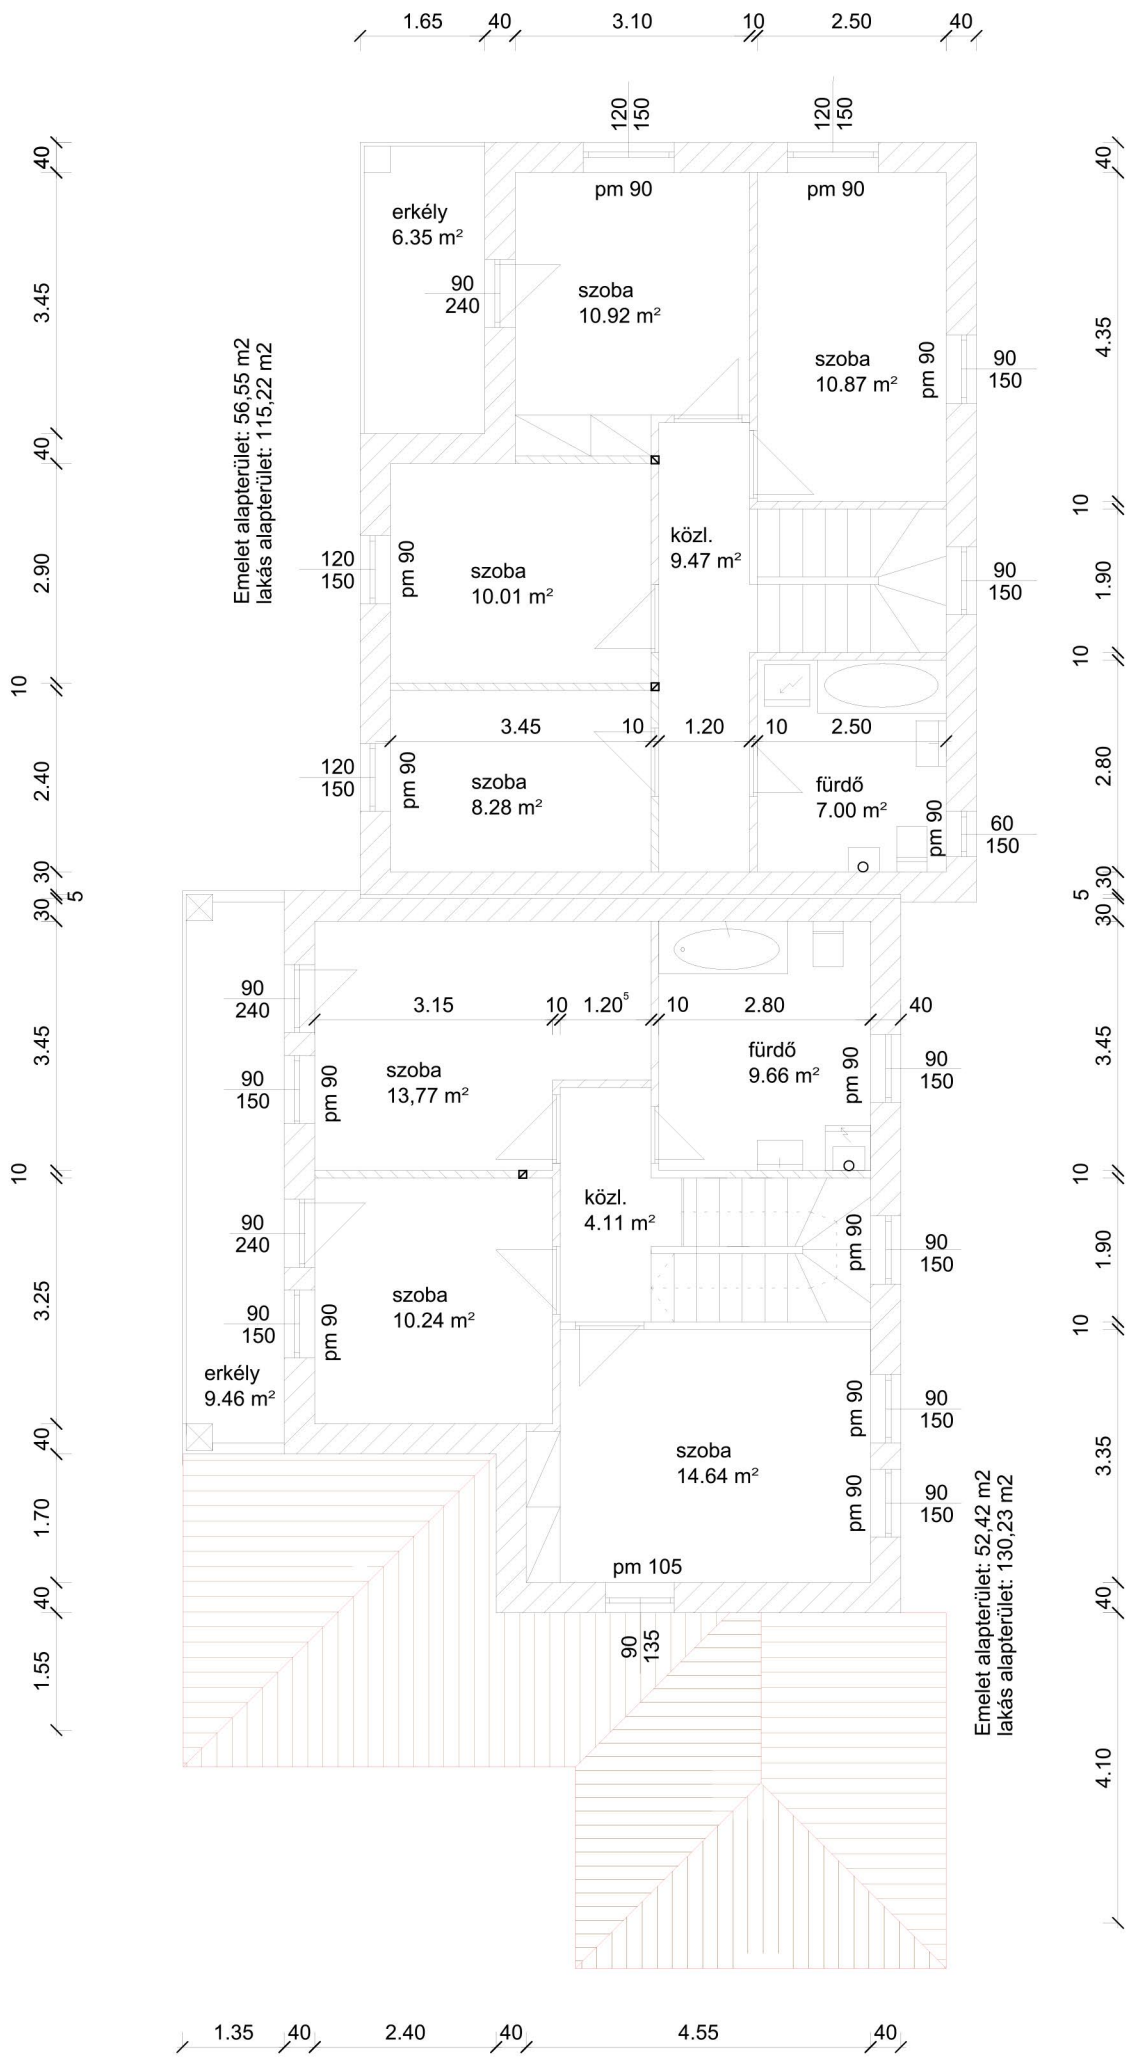 1.65 40 3.10 10 2.50 40
120
150
120
150
pm 90
pm 90
erkély
6.35 m²
90
240
szoba
10.92 m²
szoba
10.87 m²
pm 90
90
150
Emelet alapterület: 56,55 m2
lakás alapterület: 115,22 m2
közl.
9.47 m²
120
150
pm 90
szoba
10.01 m²
90
150
3.45 10 1.20 10 2.50
120
150
pm 90
szoba
8.28 m²
fürdő
7.00 m²
pm 90
60
150
40
3.45
40
2.90
10
2.40
30
5
30
3.45
10
3.25
40
1.70
40
1.55
40
4.35
10
1.90
10
2.80
30
5
30
3.45
10
1.90
10
3.35
40
4.10
90
240
3.15 10 1.20⁵ 10 2.80 40
90
150
pm 90
szoba
13,77 m²
fürdő
9.66 m²
pm 90
90
150
közl.
4.11 m²
90
240
pm 90
90
150
szoba
10.24 m²
90
150
pm 90
erkély
9.46 m²
pm 90
90
150
szoba
14.64 m²
pm 90
90
150
pm 105
90
135
Emelet alapterület: 52,42 m2
lakás alapterület: 130,23 m2
1.35 40 2.40 40 4.55 40